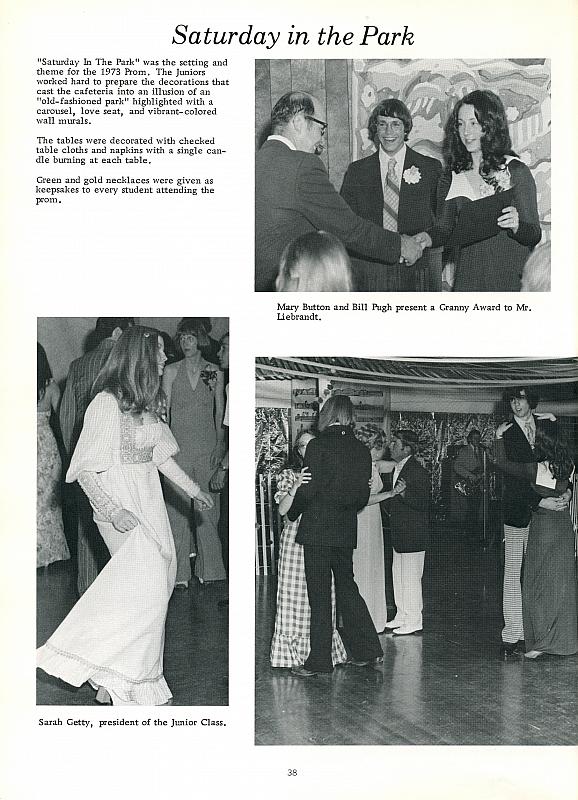 Saturday in the Park
"Saturday In The Park" was the setting and
theme for the 1973 Prom. The Juniors
worked hard to prepare the decorations that
cast the cafeteria into an illusion of an
"old-fashioned park" highlighted with a
carousel, love seat, and vibrant-colored
wall murals.
The tables were decorated with checked
table cloths and napkins with a single can-
dle burning at each table.
Green and gold necklaces were given as
keepsakes to every student attending the
prom.
Mary Button and Bill Pugh present a Granny Award to Mr.
Liebrandt.
Sarah Getty, president of the Junior Class.
38